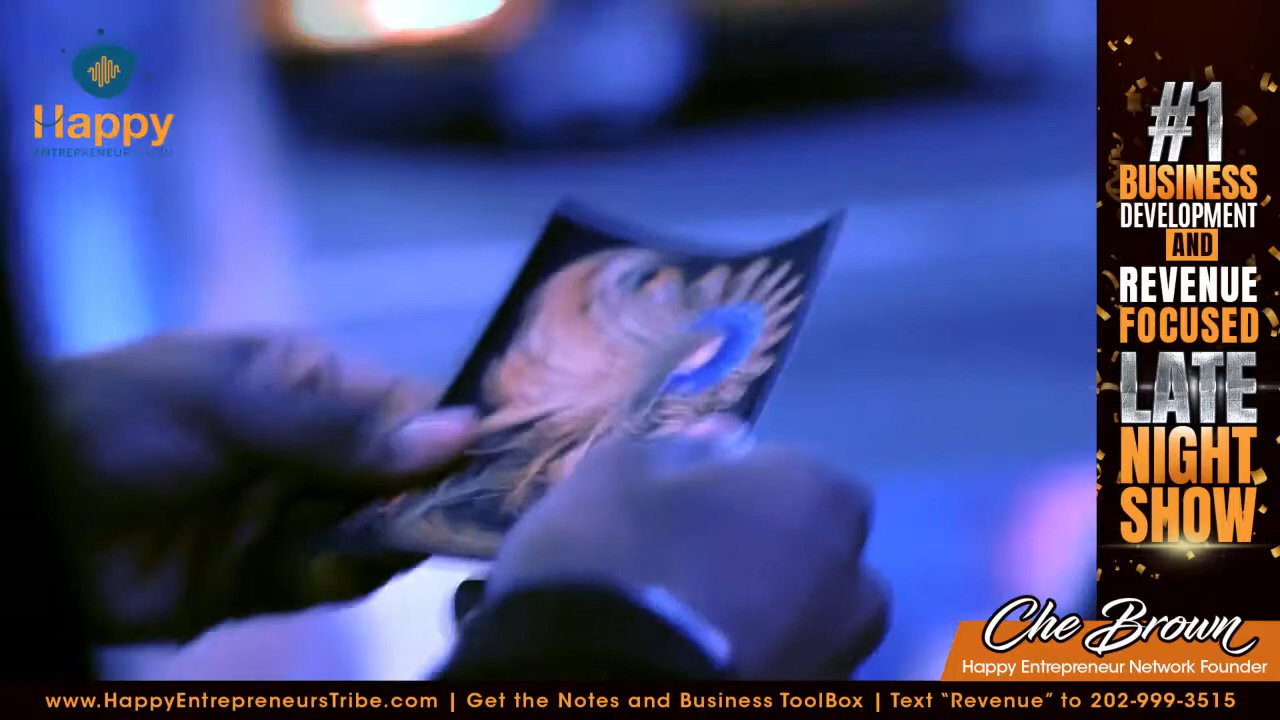 Happy
ENTREPRENEUR
#1
BUSINESS
DEVELOPMENT
AND
REVENUE
FOCUSED
LATE
NIGHT
SHOW
Che Brown
Happy Entrepreneur Network Founder
www.HappyEntrepreneursTribe.com | Get the Notes and Business ToolBox | Text “Revenue” to 202-999-3515